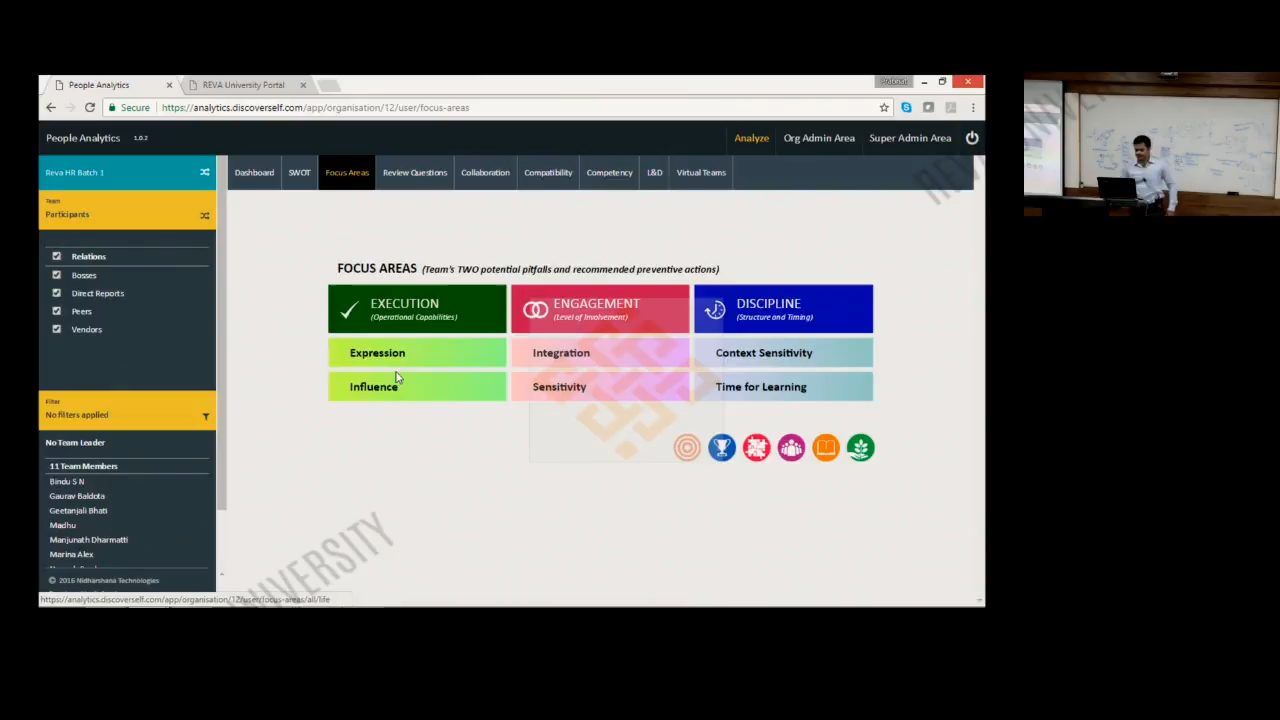 People Analytics
REVA University Portal
Prabhat
Secure
https://analytics.discoverself.com/app/organisation/12/user/focus-areas
People Analytics 1.0.2
Analyze
Org Admin Area
Super Admin Area
Reva HR Batch 1
Dashboard
SWOT
Focus Areas
Review Questions
Collaboration
Compatibility
Competency
L&D
Virtual Teams
Team
Participants
Relations
Bosses
Direct Reports
Peers
Vendors
Filter
No filters applied
No Team Leader
11 Team Members
Bindu S N
Gaurav Baldota
Geetanjali Bhati
Madhu
Manjunath Dharmatti
Marina Alex
© 2016 Nidharshana Technologies
FOCUS AREAS (Team's TWO potential pitfalls and recommended preventive actions)
EXECUTION
(Operational Capabilities)
ENGAGEMENT
(Level of Involvement)
DISCIPLINE
(Structure and Timing)
Expression
Integration
Context Sensitivity
Influence
Sensitivity
Time for Learning
https://analytics.discoverself.com/app/organisation/12/user/focus-areas/all/life